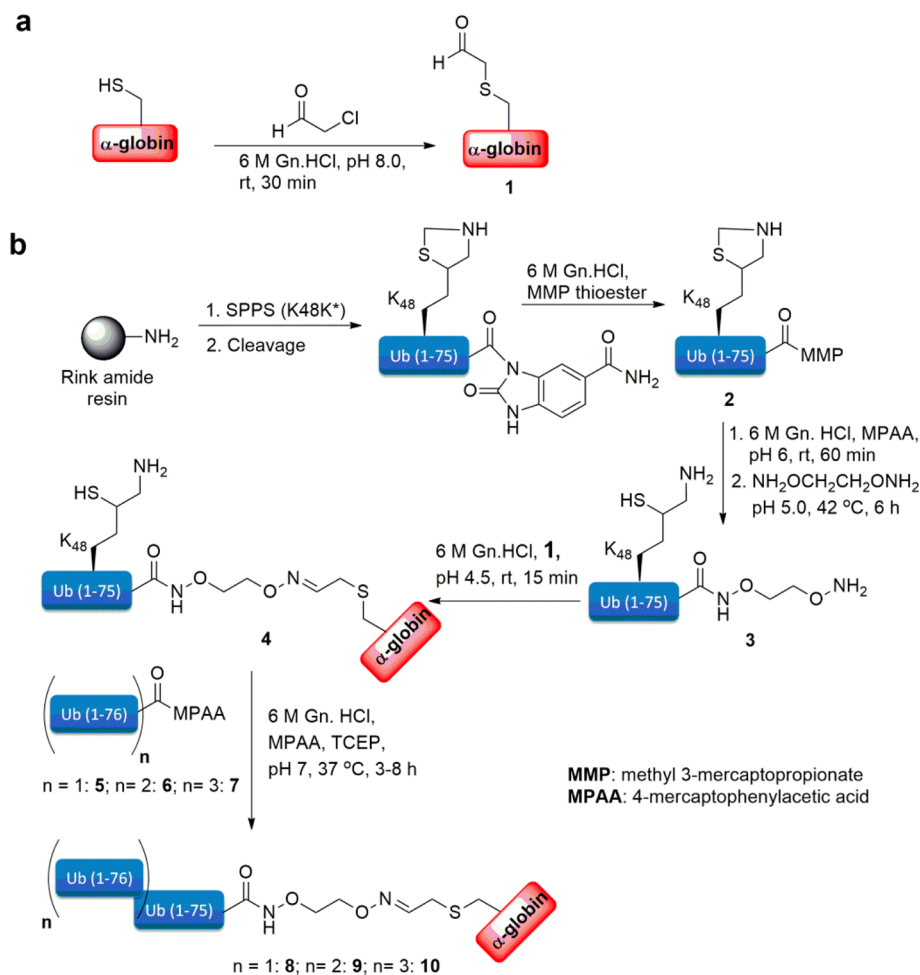 a
HS
α-globin
H
O
Cl
6 M Gn.HCl, pH 8.0,
rt, 30 min
O
H
S
α-globin
1
b
NH2
Rink amide
resin
1. SPPS (K48K*)
2. Cleavage
NH
S
K48
Ub (1-75)
O
N
O
N
H
O
NH2
6 M Gn.HCl,
MMP thioester
NH
S
K48
Ub (1-75)
O
MMP
2
1. 6 M Gn. HCl, MPAA,
pH 6, rt, 60 min
2. NH2OCH2CH2ONH2
pH 5.0, 42 °C, 6 h
NH2
HS
K48
Ub (1-75)
O
N
H
O
O
NH2
3
6 M Gn.HCl, 1,
pH 4.5, rt, 15 min
NH2
HS
K48
Ub (1-75)
O
N
H
O
O
N
S
α-globin
4
Ub (1-76)
n
O
MPAA
n = 1: 5; n= 2: 6; n= 3: 7
6 M Gn. HCl,
MPAA, TCEP,
pH 7, 37 °C, 3-8 h
MMP: methyl 3-mercaptopropionate
MPAA: 4-mercaptophenylacetic acid
Ub (1-76)
n
Ub (1-75)
O
N
H
O
O
N
S
α-globin
n = 1: 8; n= 2: 9; n= 3: 10